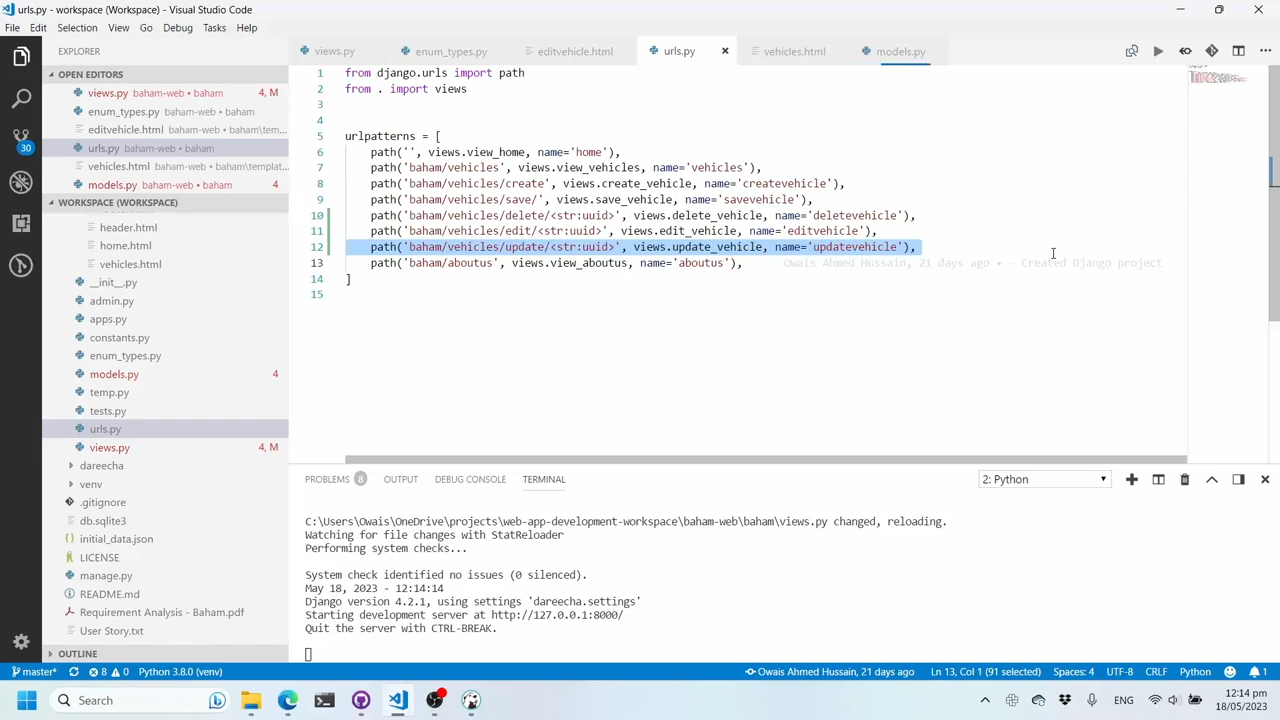 urls.py - workspace (Workspace) - Visual Studio Code
File Edit Selection View Go Debug Tasks Help
EXPLORER
views.py enum_types.py editvehicle.html urls.py vehicles.html models.py
OPEN EDITORS
views.py baham-web • baham 4, M
enum_types.py baham-web • baham
editvehicle.html baham-web • baham\tem...
urls.py baham-web • baham
vehicles.html baham-web • baham\templat...
models.py baham-web • baham 4
WORKSPACE (WORKSPACE)
header.html
home.html
vehicles.html
__init__.py
admin.py
apps.py
constants.py
enum_types.py
models.py 4
temp.py
tests.py
urls.py
views.py 4, M
dareecha
venv
.gitignore
db.sqlite3
initial_data.json
LICENSE
manage.py
README.md
Requirement Analysis - Baham.pdf
User Story.txt
OUTLINE
30
1 from django.urls import path
2 from . import views
3
4
5 urlpatterns = [
6 path('', views.view_home, name='home'),
7 path('baham/vehicles', views.view_vehicles, name='vehicles'),
8 path('baham/vehicles/create', views.create_vehicle, name='createvehicle'),
9 path('baham/vehicles/save/', views.save_vehicle, name='savevehicle'),
10 path('baham/vehicles/delete/<str:uuid>', views.delete_vehicle, name='deletevehicle'),
11 path('baham/vehicles/edit/<str:uuid>', views.edit_vehicle, name='editvehicle'),
12 path('baham/vehicles/update/<str:uuid>', views.update_vehicle, name='updatevehicle'),
13 path('baham/aboutus', views.view_aboutus, name='aboutus'), Owais Ahmed Hussain, 21 days ago • - Created Django project
14 ]
15
PROBLEMS 8 OUTPUT DEBUG CONSOLE TERMINAL 2: Python
C:\Users\Owais\OneDrive\projects\web-app-development-workspace\baham-web\baham\views.py changed, reloading.
Watching for file changes with StatReloader
Performing system checks...
System check identified no issues (0 silenced).
May 18, 2023 - 12:14:14
Django version 4.2.1, using settings 'dareecha.settings'
Starting development server at http://127.0.0.1:8000/
Quit the server with CTRL-BREAK.
master* 8 0 Python 3.8.0 (venv) Owais Ahmed Hussain, 21 days ago Ln 13, Col 1 (91 selected) Spaces: 4 UTF-8 CRLF Python 1
Search ENG 12:14 PM
18/05/2023